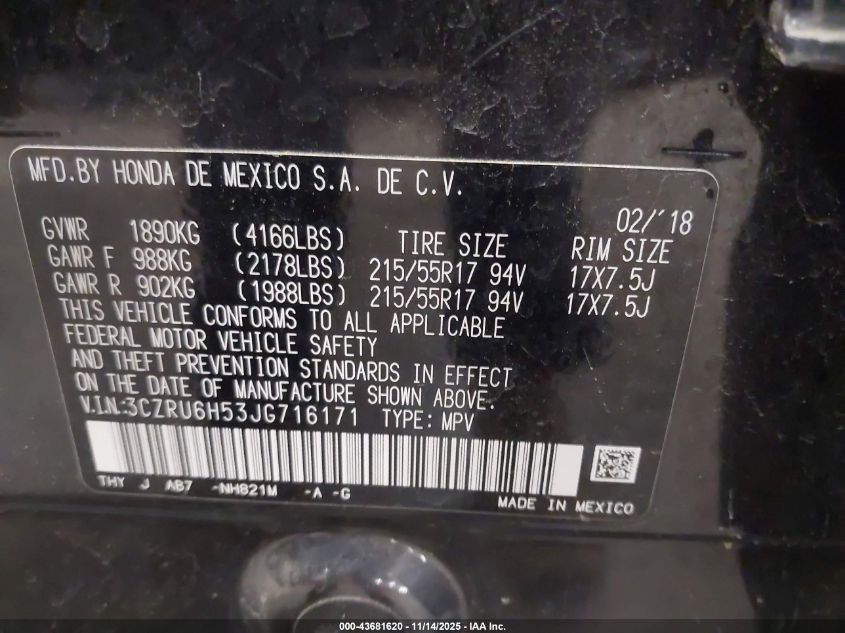 MFD.BY HONDA DE MEXICO S.A. DE C.V.
02/'18
GVWR 1890KG (4166LBS) TIRE SIZE RIM SIZE
GAWR F 988KG (2178LBS) 215/55R17 94V 17X7.5J
GAWR R 902KG (1988LBS) 215/55R17 94V 17X7.5J
THIS VEHICLE CONFORMS TO ALL APPLICABLE
FEDERAL MOTOR VEHICLE SAFETY
AND THEFT PREVENTION STANDARDS IN EFFECT
ON THE DATE OF MANUFACTURE SHOWN ABOVE.
V.I.N.:3CZRU6H53JG716171 TYPE: MPV
THY J AB7 -NH821M -A -G
MADE IN MEXICO
000-43681620 - 11/14/2025 - IAA Inc.